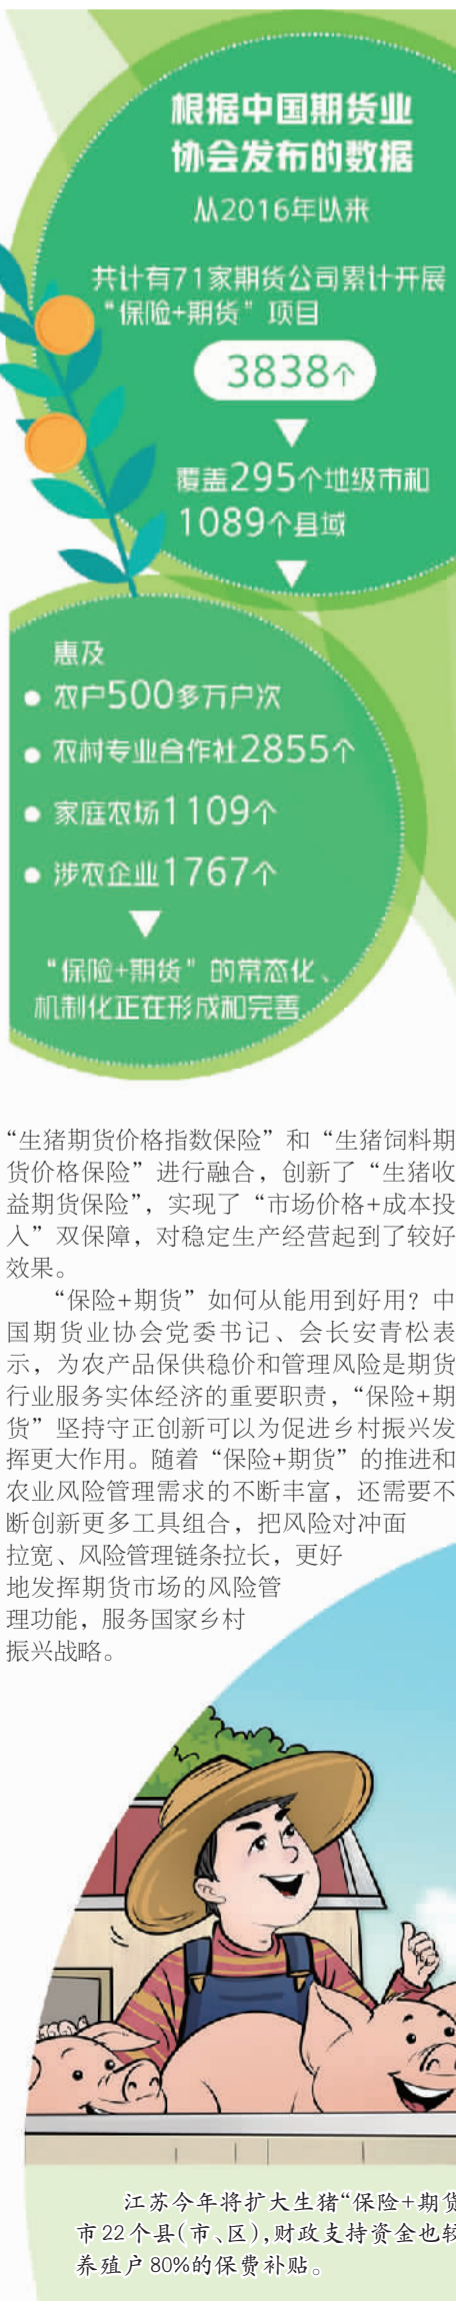 根据中国期货业
协会发布的数据
从2016年以来
共计有71家期货公司累计开展
“保险+期货”项目
3838个
覆盖295个地级市和
1089个县域
惠及
农户500多万户次
农村专业合作社2855个
家庭农场1109个
涉农企业1767个
“保险+期货”的常态化、
机制化正在形成和完善
“生猪期货价格指数保险”和“生猪饲料期
货价格保险”进行融合，创新了“生猪收
益期货保险”，实现了“市场价格+成本投
入”双保障，对稳定生产经营起到了较好
效果。
“保险+期货”如何从能用到好用？中
国期货业协会党委书记、会长安青松表
示，为农产品保供稳价和管理风险是期货
行业服务实体经济的重要职责，“保险+期
货”坚持守正创新可以为促进乡村振兴发
挥更大作用。随着“保险+期货”的推进和
农业风险管理需求的不断丰富，还需要不
断创新更多工具组合，把风险对冲面
拉宽、风险管理链条拉长，更好
地发挥期货市场的风险管
理功能，服务国家乡村
振兴战略。
江苏今年将扩大生猪“保险+期货
市22个县(市、区),财政支持资金也较
养殖户80%的保费补贴。